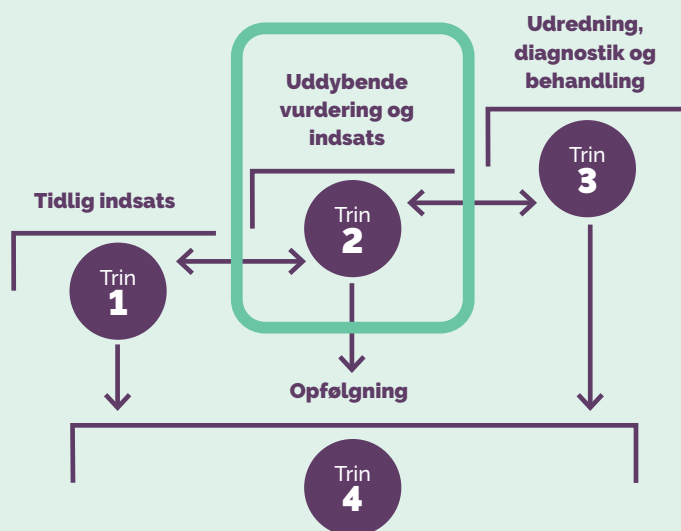 Tidlig indsats
Trin
1
Uddybende
vurdering og
indsats
Trin
2
Udredning,
diagnostik og
behandling
Trin
3
Opfølgning
Trin
4